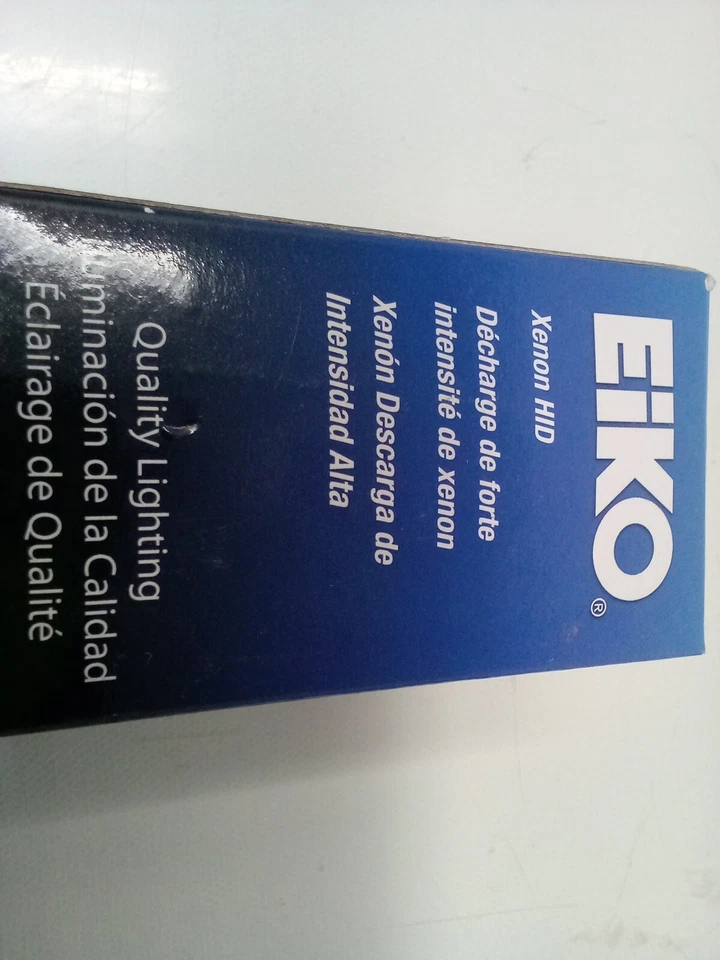 EiKO®
Xenon HID
Décharge de forte
intensité de xenon
Xenón Descarga de
Intensidad Alta
Quality Lighting
uminación de la Calidad
Éclairage de Qualité